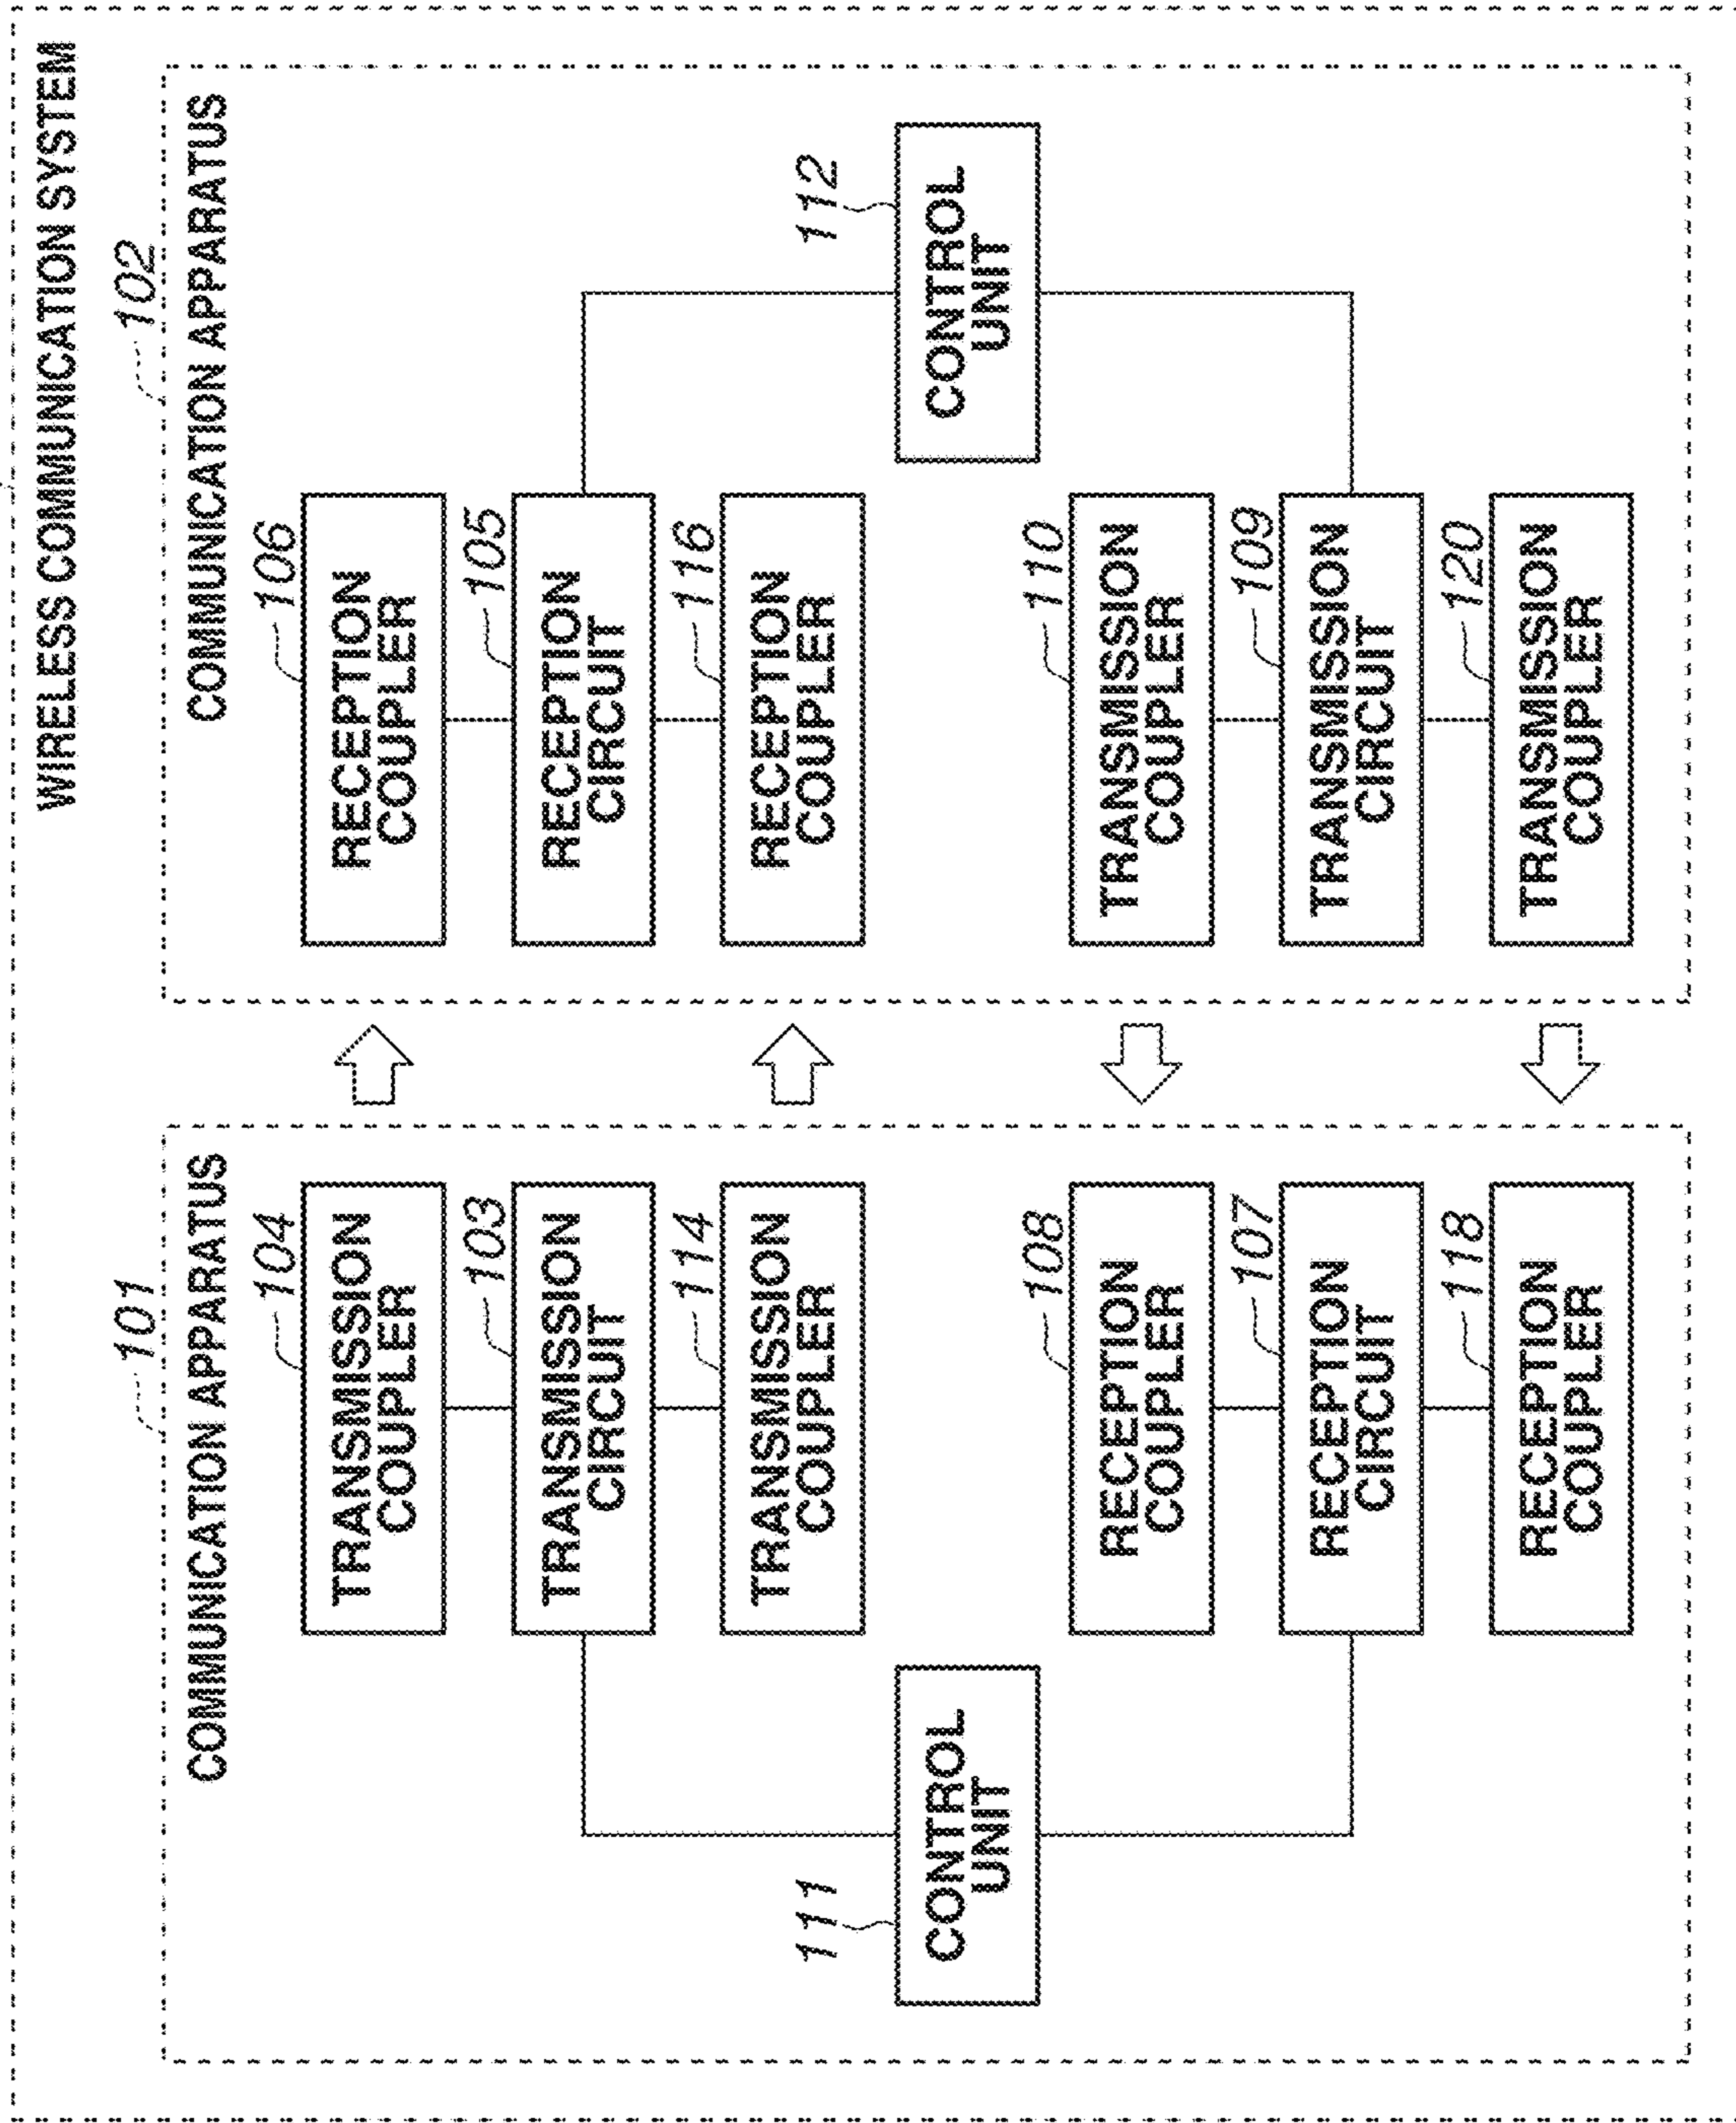 WIRELESS COMMUNICATION SYSTEM
101
COMMUNICATION APPARATUS
104
TRANSMISSION
COUPLER
103
TRANSMISSION
CIRCUIT
114
TRANSMISSION
COUPLER
111
CONTROL
UNIT
108
RECEPTION
COUPLER
107
RECEPTION
CIRCUIT
118
RECEPTION
COUPLER
102
COMMUNICATION APPARATUS
106
RECEPTION
COUPLER
105
RECEPTION
CIRCUIT
116
RECEPTION
COUPLER
112
CONTROL
UNIT
110
TRANSMISSION
COUPLER
109
TRANSMISSION
CIRCUIT
120
TRANSMISSION
COUPLER